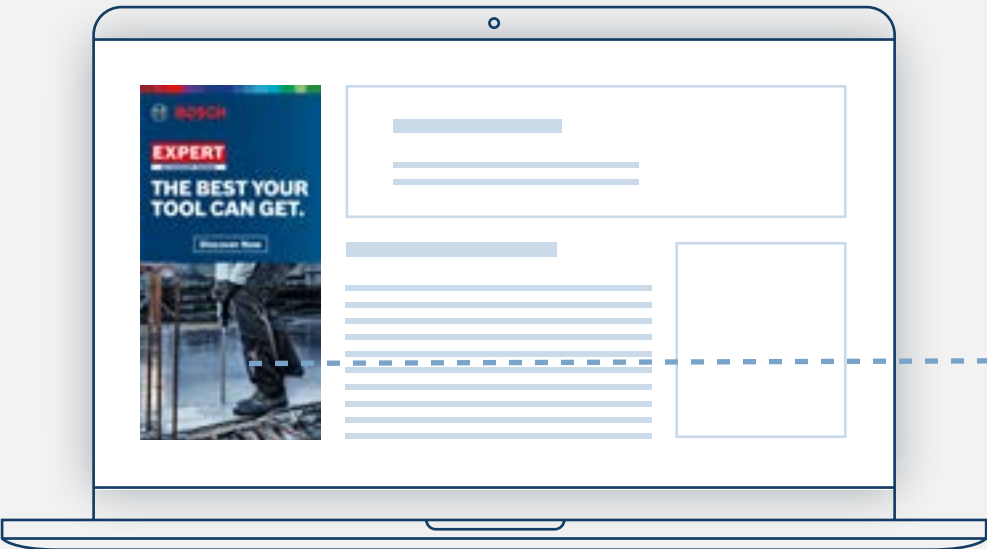 BOSCH
EXPERT
THE BEST YOUR
TOOL CAN GET.
Discover Now